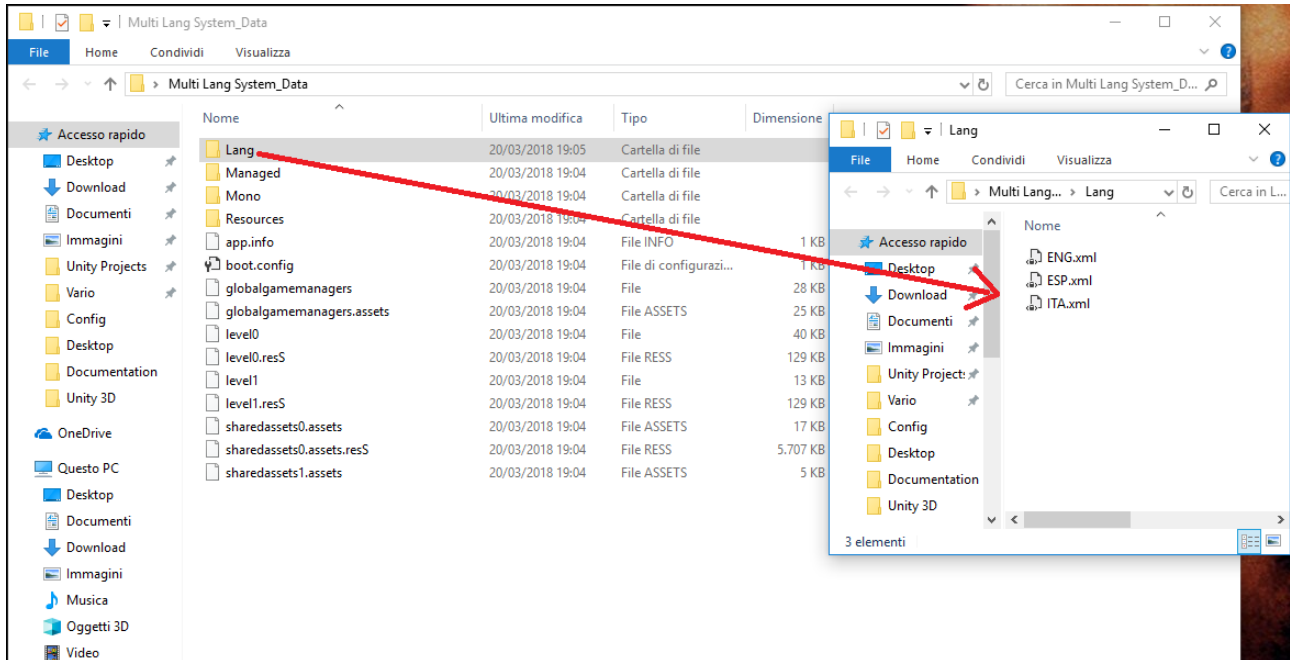 Multi Lang System_Data
File Home Condividi Visualizza
Multi Lang System_Data
Cerca in Multi Lang System_D...
Accesso rapido
Desktop
Download
Documenti
Immagini
Unity Projects
Vario
Config
Desktop
Documentation
Unity 3D
OneDrive
Questo PC
Desktop
Documenti
Download
Immagini
Musica
Oggetti 3D
Video
Nome Ultima modifica Tipo Dimensione
Lang 20/03/2018 19:05 Cartella di file
Managed 20/03/2018 19:04 Cartella di file
Mono 20/03/2018 19:04 Cartella di file
Resources 20/03/2018 19:04 Cartella di file
app.info 20/03/2018 19:04 File INFO 1 KB
boot.config 20/03/2018 19:04 File di configurazi... 1 KB
globalgamemanagers 20/03/2018 19:04 File 28 KB
globalgamemanagers.assets 20/03/2018 19:04 File ASSETS 25 KB
level0 20/03/2018 19:04 File 40 KB
level0.resS 20/03/2018 19:04 File RESS 129 KB
level1 20/03/2018 19:04 File 13 KB
level1.resS 20/03/2018 19:04 File RESS 129 KB
sharedassets0.assets 20/03/2018 19:04 File ASSETS 17 KB
sharedassets0.assets.resS 20/03/2018 19:04 File RESS 5.707 KB
sharedassets1.assets 20/03/2018 19:04 File ASSETS 5 KB
Lang
File Home Condividi Visualizza
Multi Lang... Lang
Cerca in L...
Accesso rapido
Desktop
Download
Documenti
Immagini
Unity Project:
Vario
Config
Desktop
Documentation
Unity 3D
Nome
ENG.xml
ESP.xml
ITA.xml
3 elementi